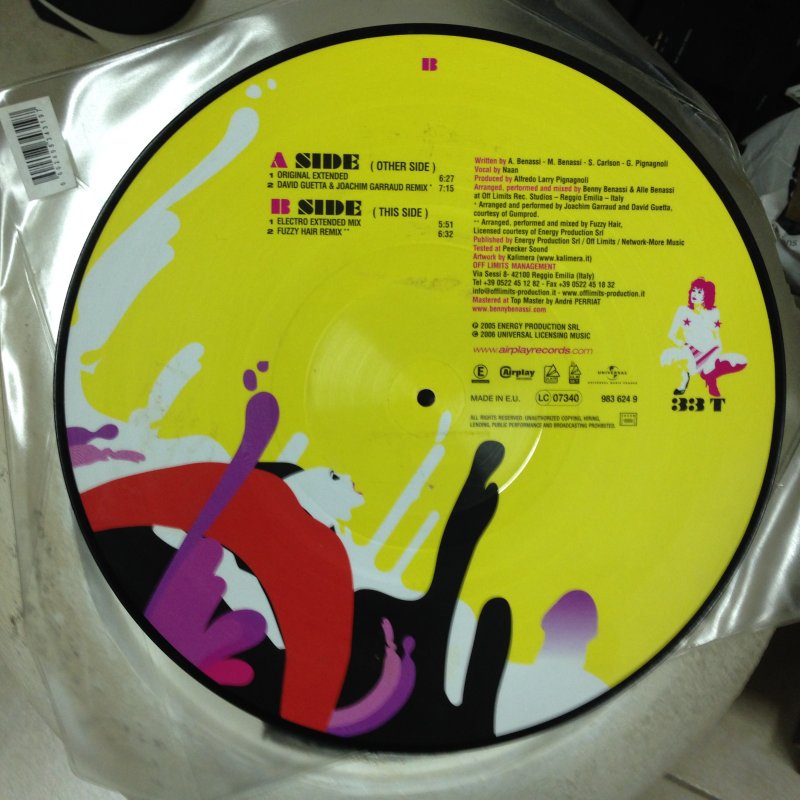 B
A SIDE (OTHER SIDE)
1 ORIGINAL EXTENDED 6:27
2 DAVID GUETTA & JOACHIM GARRAUD REMIX * 7:15
B SIDE (THIS SIDE)
1 ELECTRO EXTENDED MIX 5:51
2 FUZZY HAIR REMIX ** 6:32
Written by A. Benassi - M. Benassi - S. Carlson - G. Pignagnoli
Vocal by Naan
Produced by Alfredo Larry Pignagnoli
Arranged, performed and mixed by Benny Benassi & Alle Benassi
at Off Limits Rec. Studios – Reggio Emilia – Italy
* Arranged and performed by Joachim Garraud and David Guetta,
courtesy of Gumprod.
** Arranged, performed and mixed by Fuzzy Hair,
Licensed courtesy of Energy Production Srl
Published by Energy Production Srl / Off Limits / Network-More Music
Tested at Peecker Sound
Artwork by Kalimera (www.kalimera.it)
OFF LIMITS MANAGEMENT
Via Sessi 8- 42100 Reggio Emilia (Italy)
Tel +39 0522 45 12 82 - Fax +39 0522 45 18 32
info@offlimits-production.it - www.offlimits-production.it
Mastered at Top Master by André PERRIAT
www.bennybenassi.com
℗ 2005 ENERGY PRODUCTION SRL
© 2006 UNIVERSAL LICENSING MUSIC
www.airplayrecords.com
E Airplay UNIVERSAL
UNIVERSAL MUSIC FRANCE
33 T
MADE IN E.U. LC 07340 983 624 9
ALL RIGHTS RESERVED. UNAUTHORIZED COPYING, HIRING,
LENDING, PUBLIC PERFORMANCE AND BROADCASTING PROHIBITED.